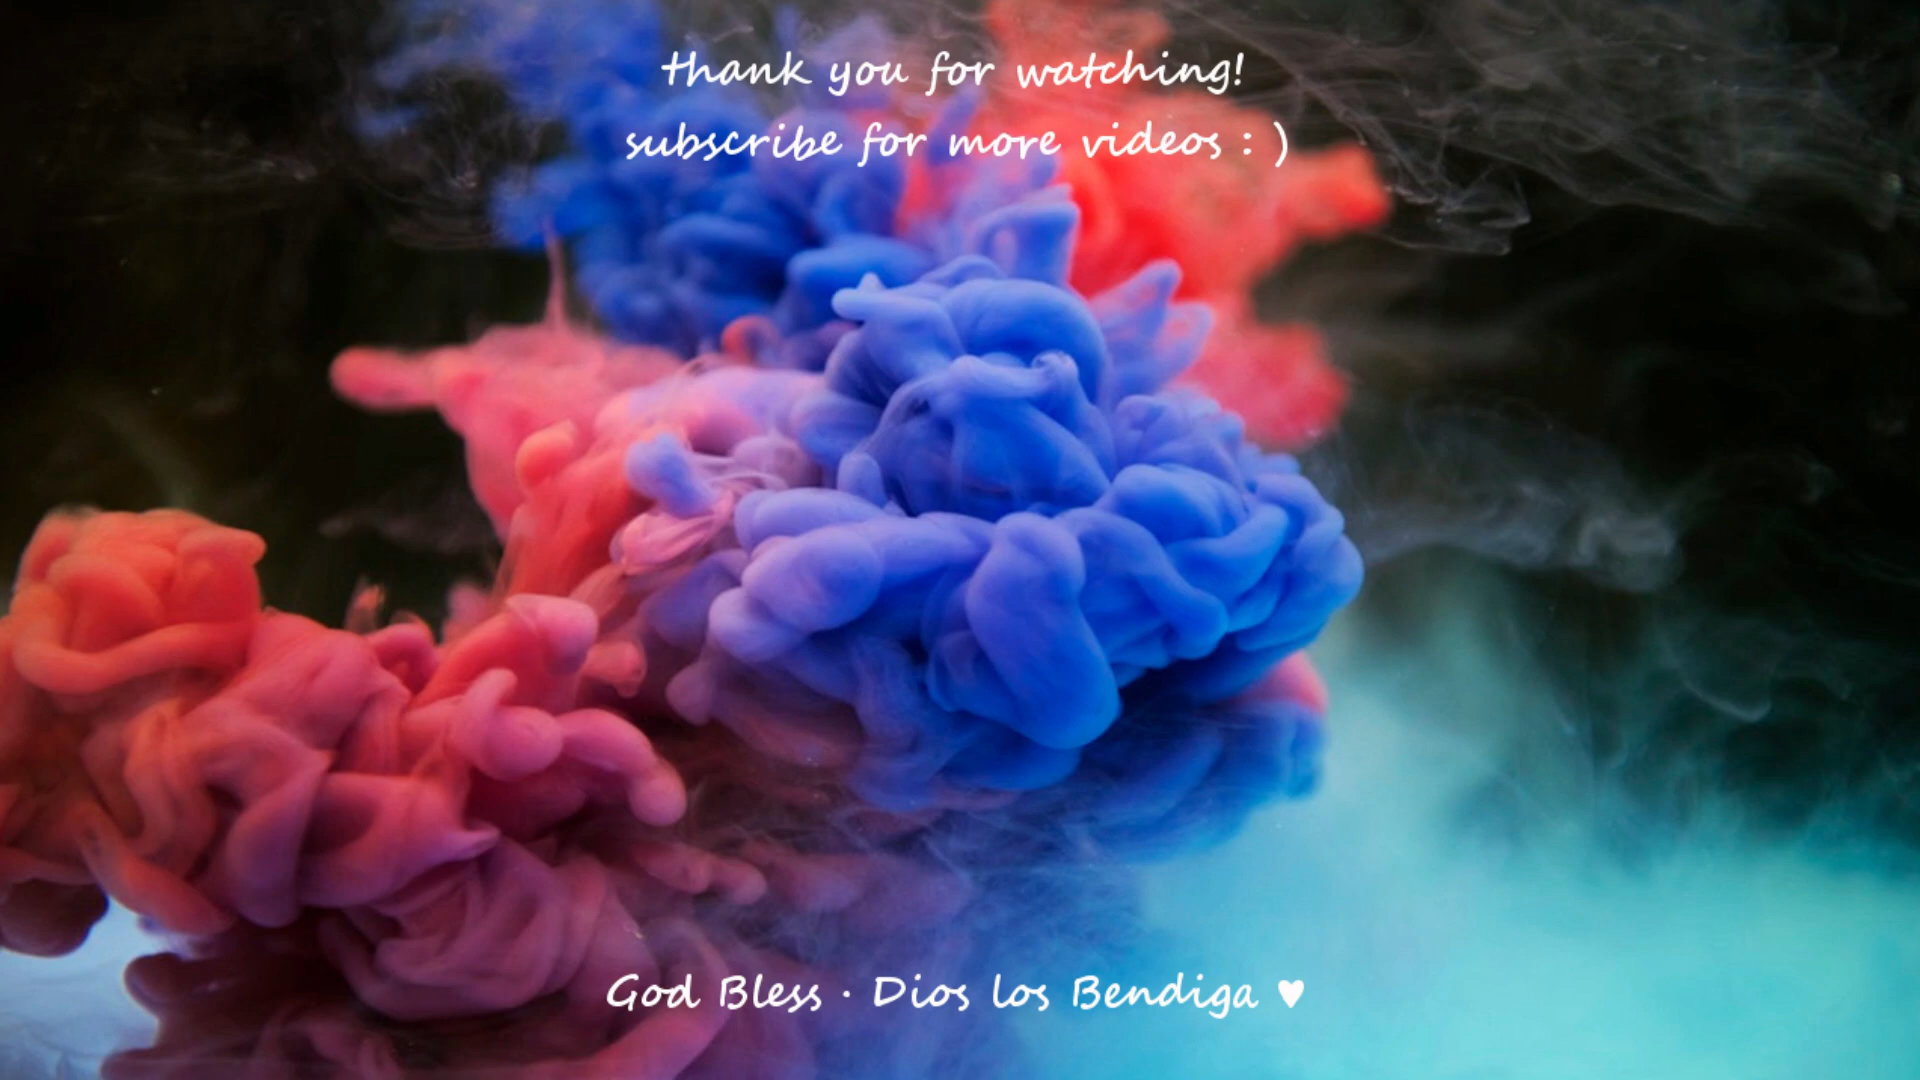 thank you for watching!
subscribe for more videos : )
God Bless · Dios los Bendiga ♥